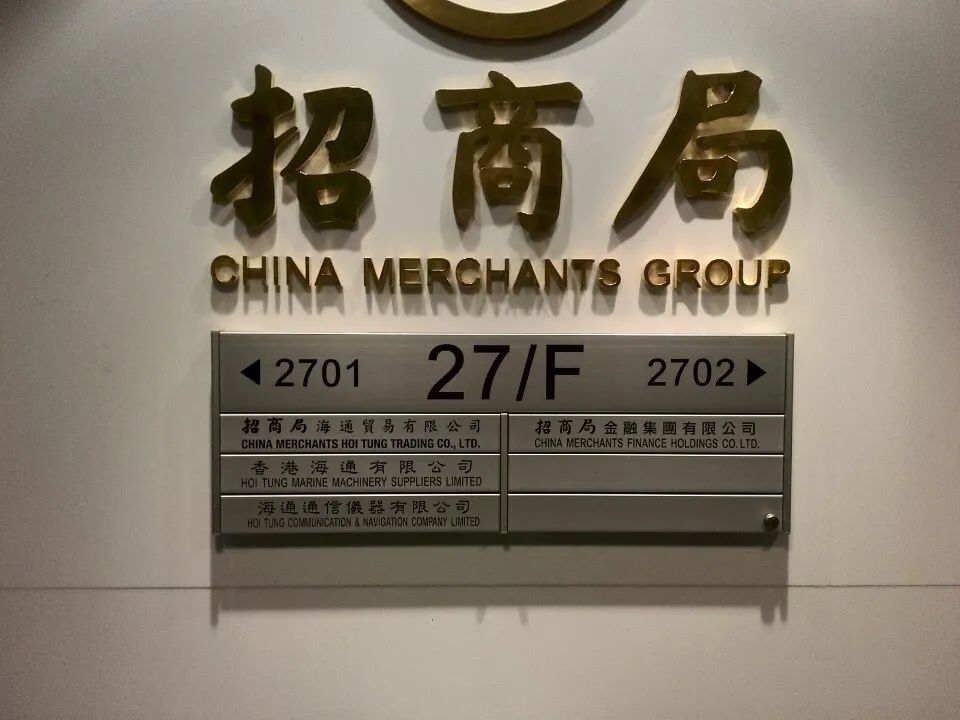 招商局
CHINA MERCHANTS GROUP
◀ 2701 27/F 2702 ▶
招商局海通貿易有限公司
CHINA MERCHANTS HOI TUNG TRADING CO., LTD.
香港海通有限公司
HOI TUNG MARINE MACHINERY SUPPLIERS LIMITED
海通通信儀器有限公司
HOI TUNG COMMUNICATION & NAVIGATION COMPANY LIMITED
招商局金融集團有限公司
CHINA MERCHANTS FINANCE HOLDINGS CO. LTD.